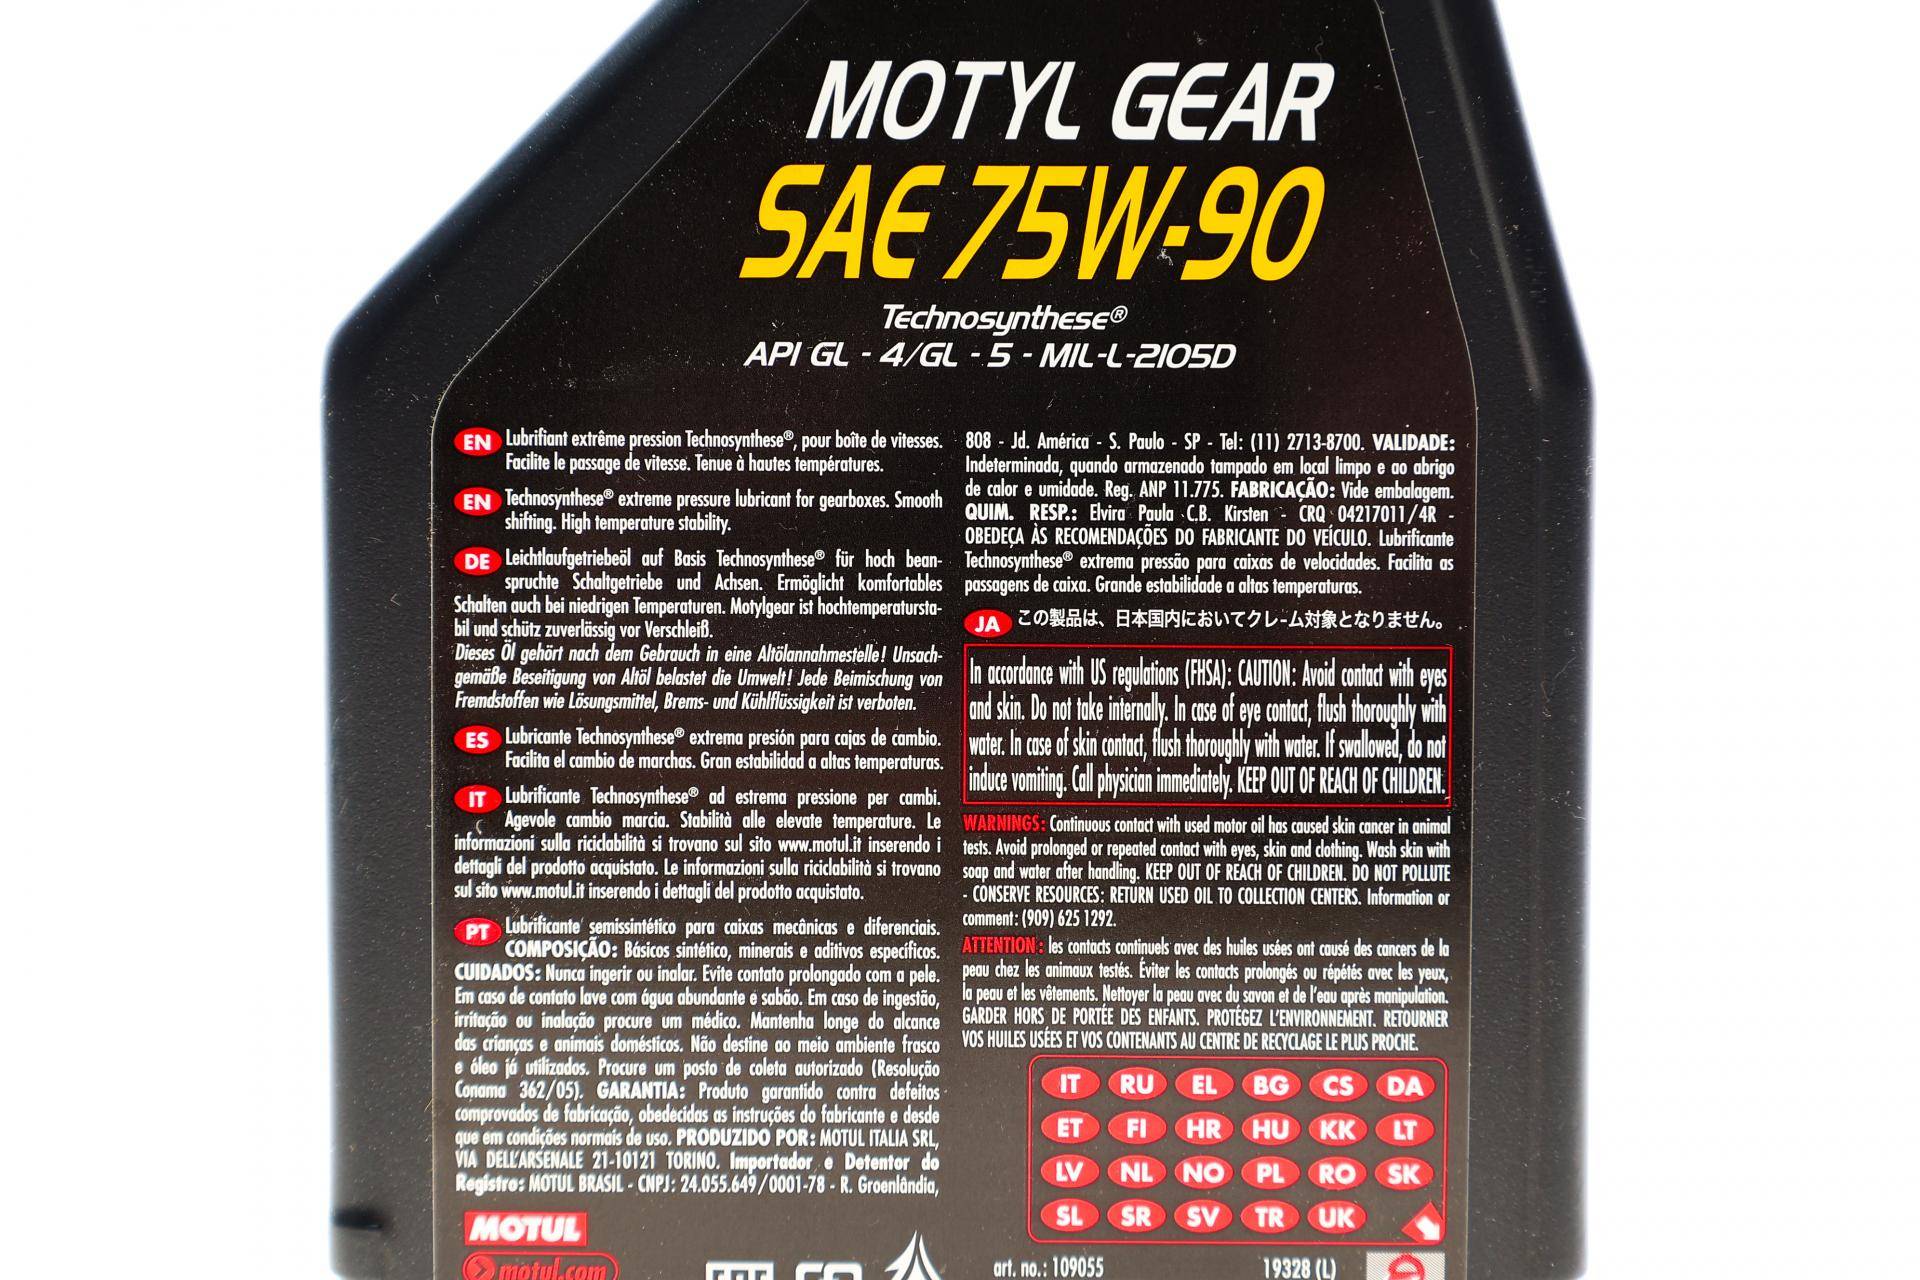 MOTYL GEAR
SAE 75W-90
Technosynthese®
API GL - 4/GL - 5 - MIL-L-2105D
EN Lubrifiant extrême pression Technosynthese®, pour boîte de vitesses.
Facilite le passage de vitesse. Tenue à hautes températures.
EN Technosynthese® extreme pressure lubricant for gearboxes. Smooth
shifting. High temperature stability.
DE Leichtlaufgetriebeöl auf Basis Technosynthese® für hoch bean-
spruchte Schaltgetriebe und Achsen. Ermöglicht komfortables
Schalten auch bei niedrigen Temperaturen. Motylgear ist hochtemperatursta-
bil und schütz zuverlässig vor Verschleiß.
Dieses Öl gehört nach dem Gebrauch in eine Altölannahmestelle! Unsach-
gemäße Beseitigung von Altöl belastet die Umwelt! Jede Beimischung von
Fremdstoffen wie Lösungsmittel, Brems- und Kühlflüssigkeit ist verboten.
ES Lubricante Technosynthese® extrema presión para cajas de cambio.
Facilita el cambio de marchas. Gran estabilidad a altas temperaturas.
IT Lubrificante Technosynthese® ad estrema pressione per cambi.
Agevole cambio marcia. Stabilità alle elevate temperature. Le
informazioni sulla riciclabilità si trovano sul sito www.motul.it inserendo i
dettagli del prodotto acquistato. Le informazioni sulla riciclabilità si trovano
sul sito www.motul.it inserendo i dettagli del prodotto acquistato.
PT Lubrificante semissintético para caixas mecânicas e diferenciais.
COMPOSIÇÃO: Básicos sintético, minerais e aditivos específicos.
CUIDADOS: Nunca ingerir ou inalar. Evite contato prolongado com a pele.
Em caso de contato lave com água abundante e sabão. Em caso de ingestão,
irritação ou inalação procure um médico. Mantenha longe do alcance
das crianças e animais domésticos. Não destine ao meio ambiente frasco
e óleo já utilizados. Procure um posto de coleta autorizado (Resolução
Conama 362/05). GARANTIA: Produto garantido contra defeitos
comprovados de fabricação, obedecidas as instruções do fabricante e desde
que em condições normais de uso. PRODUZIDO POR: MOTUL ITALIA SRL,
VIA DELL'ARSENALE 21-10121 TORINO. Importador e Detentor do
Registro: MOTUL BRASIL - CNPJ: 24.055.649/0001-78 - R. Groenlândia,
808 - Jd. América - S. Paulo - SP - Tel: (11) 2713-8700. VALIDADE:
Indeterminada, quando armazenado tampado em local limpo e ao abrigo
de calor e umidade. Reg. ANP 11.775. FABRICAÇÃO: Vide embalagem.
QUIM. RESP.: Elvira Paula C.B. Kirsten - CRQ 04217011/4R -
OBEDEÇA ÀS RECOMENDAÇÕES DO FABRICANTE DO VEÍCULO. Lubrificante
Technosynthese® extrema pressão para caixas de velocidades. Facilita as
passagens de caixa. Grande estabilidade a altas temperaturas.
JA この製品は、日本国内においてクレーム対象となりません。
In accordance with US regulations (FHSA): CAUTION: Avoid contact with eyes
and skin. Do not take internally. In case of eye contact, flush thoroughly with
water. In case of skin contact, flush thoroughly with water. If swallowed, do not
induce vomiting. Call physician immediately. KEEP OUT OF REACH OF CHILDREN.
WARNINGS: Continuous contact with used motor oil has caused skin cancer in animal
tests. Avoid prolonged or repeated contact with eyes, skin and clothing. Wash skin with
soap and water after handling. KEEP OUT OF REACH OF CHILDREN. DO NOT POLLUTE
- CONSERVE RESOURCES: RETURN USED OIL TO COLLECTION CENTERS. Information or
comment: (909) 625 1292.
ATTENTION: les contacts continuels avec des huiles usées ont causé des cancers de la
peau chez les animaux testés. Éviter les contacts prolongés ou répétés avec les yeux,
la peau et les vêtements. Nettoyer la peau avec du savon et de l'eau après manipulation.
GARDER HORS DE PORTÉE DES ENFANTS. PROTÉGEZ L'ENVIRONNEMENT. RETOURNER
VOS HUILES USÉES ET VOS CONTENANTS AU CENTRE DE RECYCLAGE LE PLUS PROCHE.
IT RU EL BG CS DA
ET FI HR HU KK LT
LV NL NO PL RO SK
SL SR SV TR UK
MOTUL
motul.com
art. no.: 109055 19328 (L)